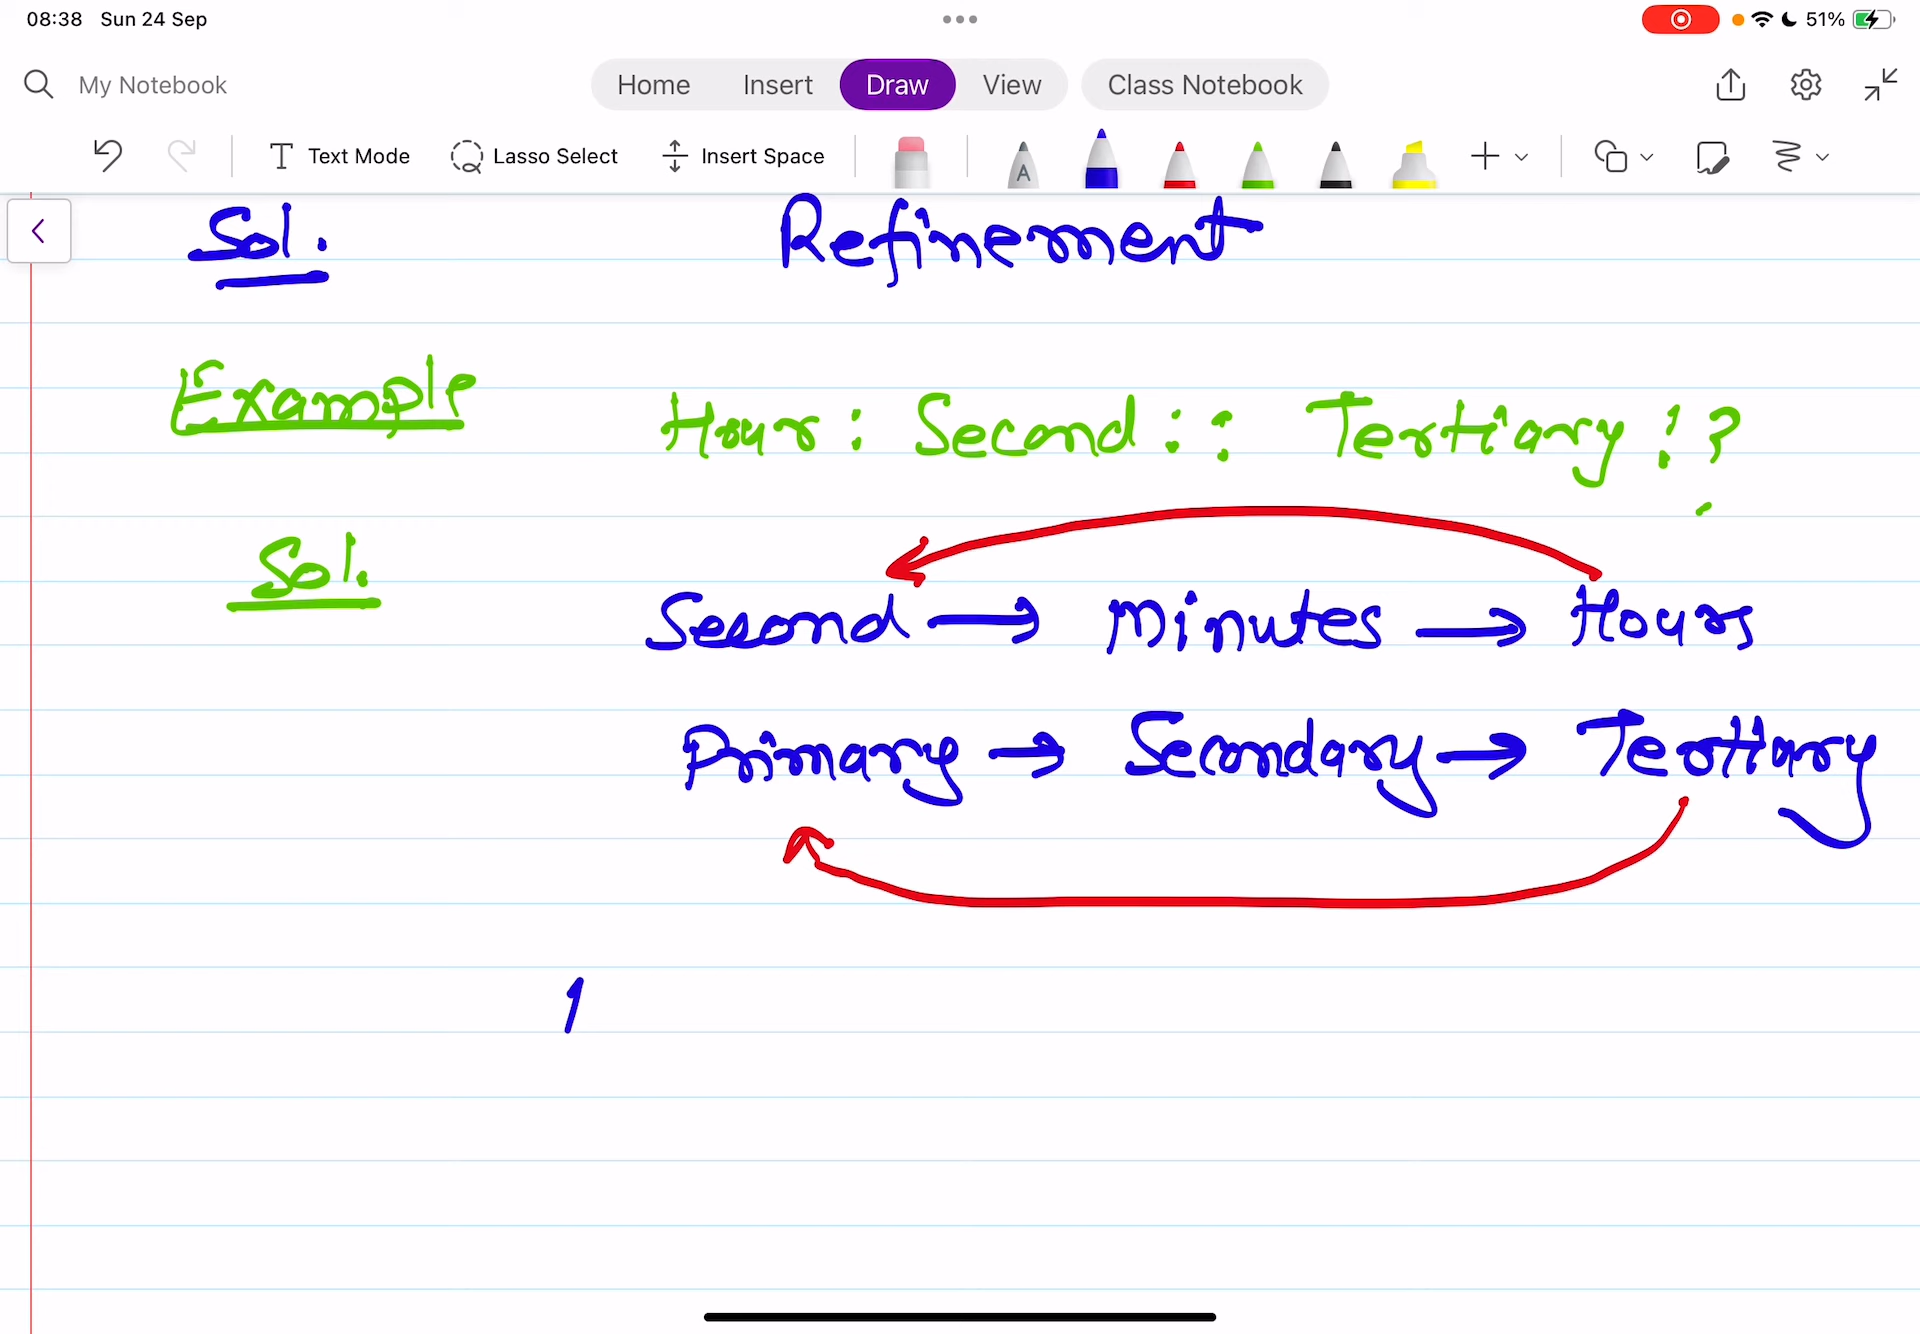 08:38 Sun 24 Sep 51%
My Notebook Home Insert Draw View Class Notebook
T Text Mode Lasso Select Insert Space A
Sol. Refinement
Example Hour : Second :: Tertiary : ?
Sol.
Second → Minutes → Hours
Primary → Secondary → Tertiary